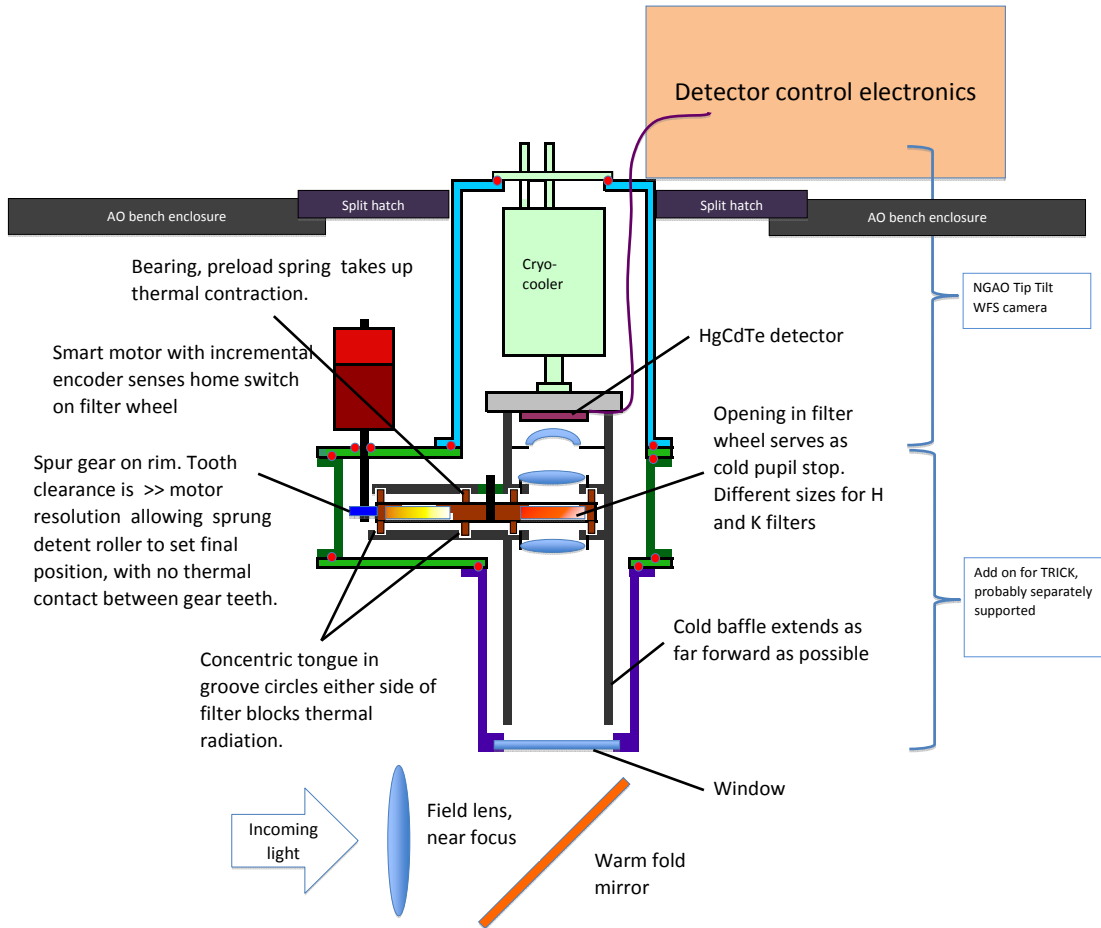 Detector control electronics
AO bench enclosure
Split hatch
Split hatch
AO bench enclosure
Bearing, preload spring takes up
thermal contraction.
Cryo-
cooler
NGAO Tip Tilt
WFS camera
HgCdTe detector
Smart motor with incremental
encoder senses home switch
on filter wheel
Opening in filter
wheel serves as
cold pupil stop.
Different sizes for H
and K filters
Spur gear on rim. Tooth
clearance is >> motor
resolution allowing sprung
detent roller to set final
position, with no thermal
contact between gear teeth.
Add on for TRICK,
probably separately
supported
Cold baffle extends as
far forward as possible
Concentric tongue in
groove circles either side of
filter blocks thermal
radiation.
Window
Field lens,
near focus
Incoming
light
Warm fold
mirror